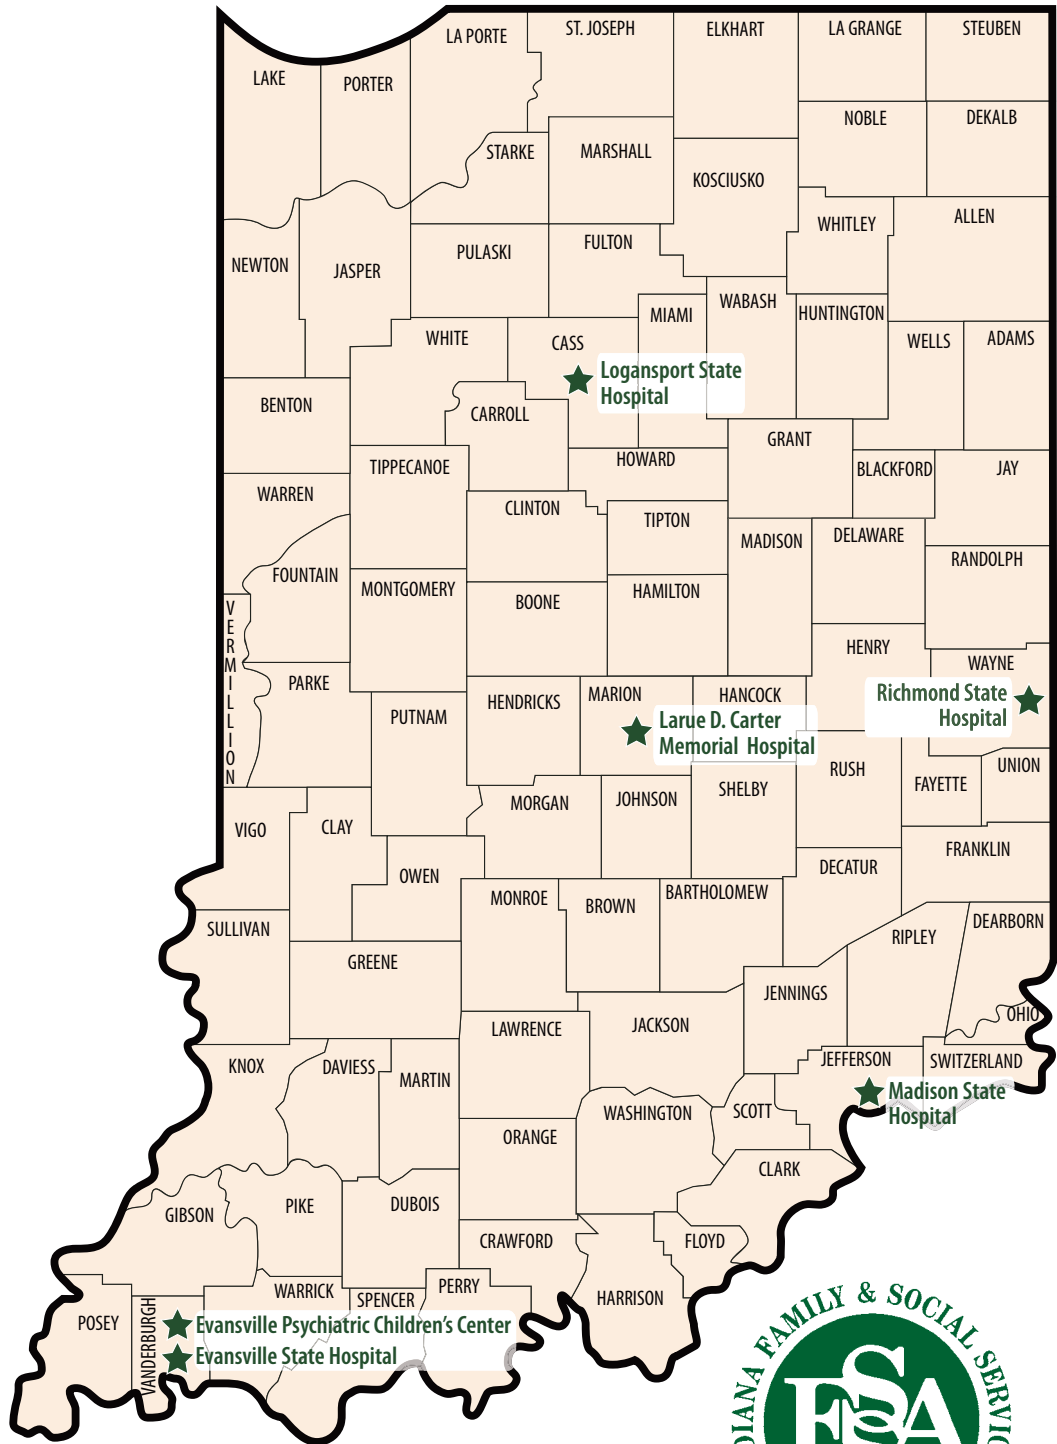 LA PORTE
ST. JOSEPH
ELKHART
LA GRANGE
STEUBEN
LAKE
PORTER
NOBLE
DEKALB
STARKE
MARSHALL
KOSCIUSKO
WHITLEY
ALLEN
NEWTON
JASPER
PULASKI
FULTON
MIAMI
WABASH
HUNTINGTON
WHITE
CASS
WELLS
ADAMS
Logansport State
Hospital
BENTON
CARROLL
GRANT
TIPPECANOE
HOWARD
BLACKFORD
JAY
WARREN
CLINTON
TIPTON
MADISON
DELAWARE
RANDOLPH
FOUNTAIN
MONTGOMERY
BOONE
HAMILTON
VERMILLION
HENRY
WAYNE
PARKE
PUTNAM
HENDRICKS
MARION
HANCOCK
Richmond State
Hospital
Larue D. Carter
Memorial Hospital
RUSH
FAYETTE
UNION
VIGO
CLAY
MORGAN
JOHNSON
SHELBY
FRANKLIN
OWEN
DECATUR
MONROE
BROWN
BARTHOLOMEW
SULLIVAN
RIPLEY
DEARBORN
GREENE
JENNINGS
OHIO
LAWRENCE
JACKSON
KNOX
DAVIESS
MARTIN
JEFFERSON
SWITZERLAND
Madison State
Hospital
WASHINGTON
SCOTT
ORANGE
CLARK
GIBSON
PIKE
DUBOIS
CRAWFORD
FLOYD
WARRICK
SPENCER
PERRY
HARRISON
POSEY
VANDERBURGH
Evansville Psychiatric Children's Center
Evansville State Hospital
DIANA FAMILY & SOCIAL SERVIC
FSSA